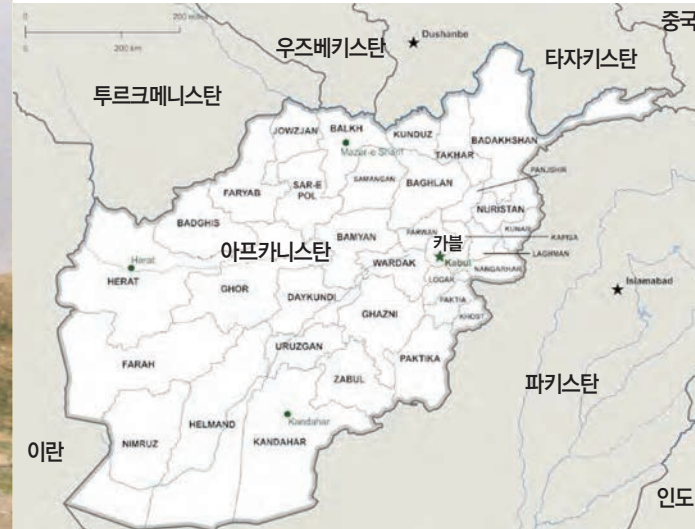 0
200 miles
0
200 km
중국
Dushanbe
우즈베키스탄
타자키스탄
투르크메니스탄
JOWZJAN
BALKH
KUNDUZ
BADAKHSHAN
Mazar-e Sharif
TAKHAR
PANJSHIR
SAMANGAN
BAGHLAN
SAR-E
POL
FARYAB
NURISTAN
BADGHIS
KUNAR
PARWAN
KAPISA
카불
BAMYAN
아프카니스탄
LAGHMAN
Herat
WARDAK
Kabul
NANGARHAR
HERAT
GHOR
LOGAR
Islamabad
DAYKUNDI
PAKTIA
GHAZNI
KHOST
URUZGAN
FARAH
PAKTIKA
ZABUL
파키스탄
HELMAND
Kandahar
NIMRUZ
KANDAHAR
이란
인도